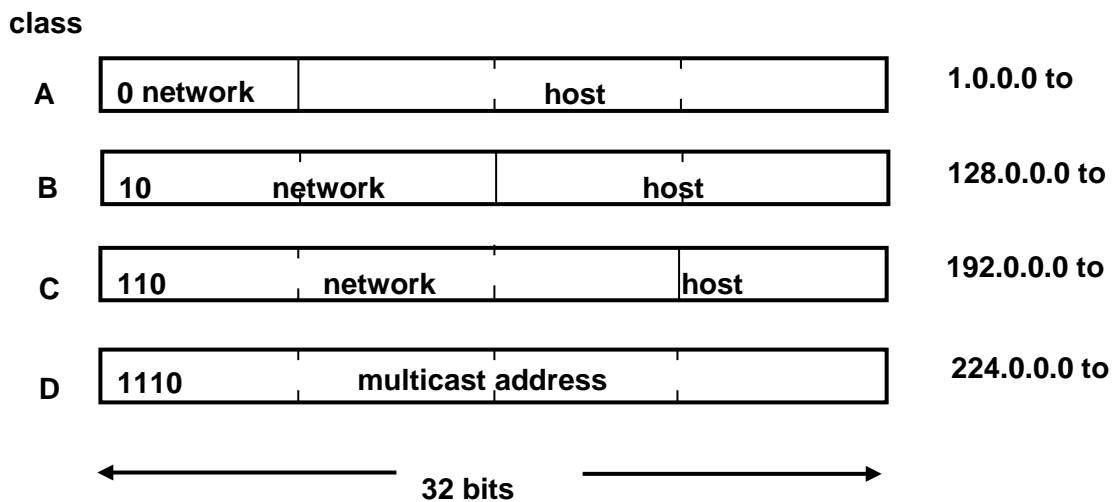 class
A 0 network host 1.0.0.0 to
B 10 network host 128.0.0.0 to
C 110 network host 192.0.0.0 to
D 1110 multicast address 224.0.0.0 to
32 bits